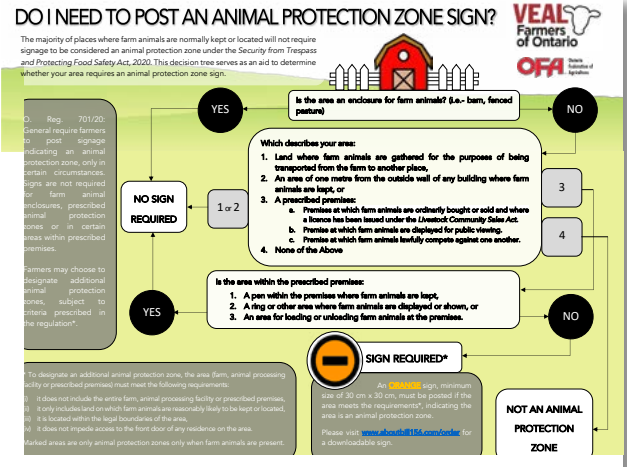 DO I NEED TO POST AN ANIMAL PROTECTION ZONE SIGN?
VEAL
Farmers
of Ontario
OFA
Ontario
Federation of
Agriculture
The majority of places where farm animals are normally kept or located will not require
signage to be considered an animal protection zone under the Security from Trespass
and Protecting Food Safety Act, 2020. This decision tree serves as an aid to determine
whether your area requires an animal protection zone sign.
YES
Is the area an enclosure for farm animals? (i.e.- barn, fenced
pasture)
NO
O. Reg. 701/20:
General require farmers
to post signage
indicating an animal
protection zone, only in
certain circumstances.
Signs are not required
for farm animal
enclosures, prescribed
animal protection
zones or in certain
areas within prescribed
premises.
Farmers may choose to
designate additional
animal protection
zones, subject to
criteria prescribed in
the regulation*.
NO SIGN
REQUIRED
1 or 2
Which describes your area:
1. Land where farm animals are gathered for the purposes of being
transported from the farm to another place,
2. An area of one metre from the outside wall of any building where farm
animals are kept, or
3. A prescribed premises:
a. Premises at which farm animals are ordinarily bought or sold and where
a licence has been issued under the Livestock Community Sales Act.
b. Premise at which farm animals are displayed for public viewing.
c. Premise at which farm animals lawfully compete against one another.
4. None of the Above
3
4
YES
Is the area within the prescribed premises:
1. A pen within the premises where farm animals are kept,
2. A ring or other area where farm animals are displayed or shown, or
3. An area for loading or unloading farm animals at the premises.
NO
SIGN REQUIRED*
* To designate an additional animal protection zone, the area (farm, animal processing
facility or prescribed premises) must meet the following requirements:
i) it does not include the entire farm, animal processing facility or prescribed premises,
ii) it only includes land on which farm animals are reasonably likely to be kept or located,
iii) it is located within the legal boundaries of the area,
iv) it does not impede access to the front door of any residence on the area.
Marked areas are only animal protection zones only when farm animals are present.
An ORANGE sign, minimum
size of 30 cm x 30 cm, must be posted if the
area meets the requirements*, indicating the
area is an animal protection zone.
Please visit www.aboutbill156.com/order for
a downloadable sign.
NOT AN ANIMAL
PROTECTION
ZONE